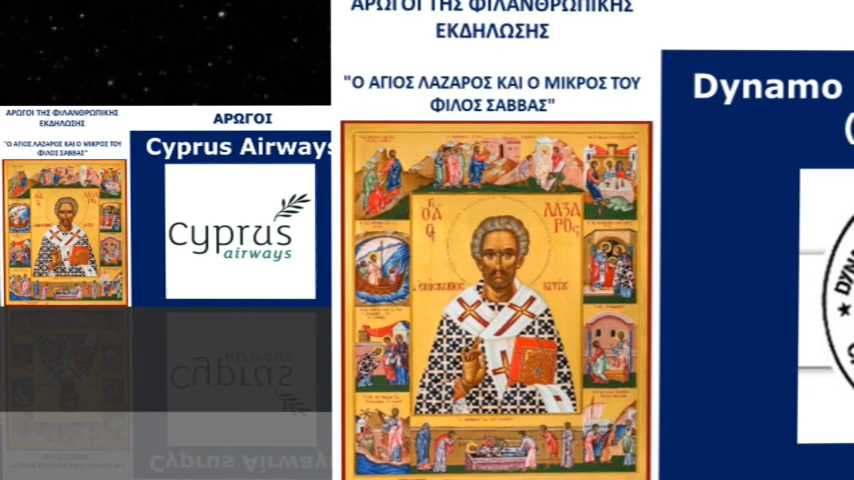 ΑΡΩΓΟΙ ΤΗΣ ΦΙΛΑΝΘΡΩΠΙΚΗΣ
ΕΚΔΗΛΩΣΗΣ
"Ο ΑΓΙΟΣ ΛΑΖΑΡΟΣ ΚΑΙ Ο ΜΙΚΡΟΣ ΤΟΥ
ΦΙΛΟΣ ΣΑΒΒΑΣ"
ΑΡΩΓΟΙ
Cyprus Airways
Cyprus
airways
ΑΡΩΓΟΙ ΤΗΣ ΦΙΛΑΝΘΡΩΠΙΚΗΣ
ΕΚΔΗΛΩΣΗΣ
"Ο ΑΓΙΟΣ ΛΑΖΑΡΟΣ ΚΑΙ Ο ΜΙΚΡΟΣ ΤΟΥ
ΦΙΛΟΣ ΣΑΒΒΑΣ"
Dynamo
(
★ DYNA